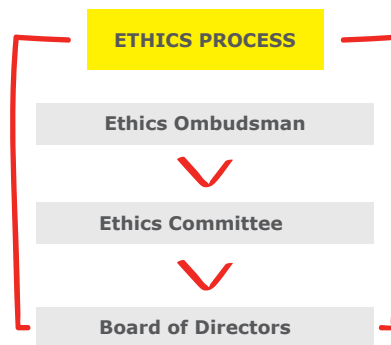 ETHICS PROCESS
Ethics Ombudsman
Ethics Committee
Board of Directors